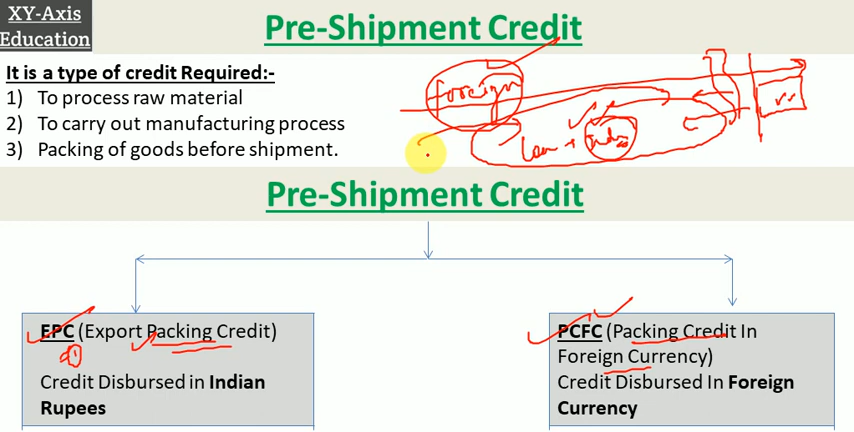 XY-Axis
Education
Pre-Shipment Credit
It is a type of credit Required:-
1) To process raw material
2) To carry out manufacturing process
3) Packing of goods before shipment.
foreign
Pre-Shipment Credit
EPC (Export Packing Credit)
Credit Disbursed in Indian
Rupees
PCFC (Packing Credit In
Foreign Currency)
Credit Disbursed In Foreign
Currency